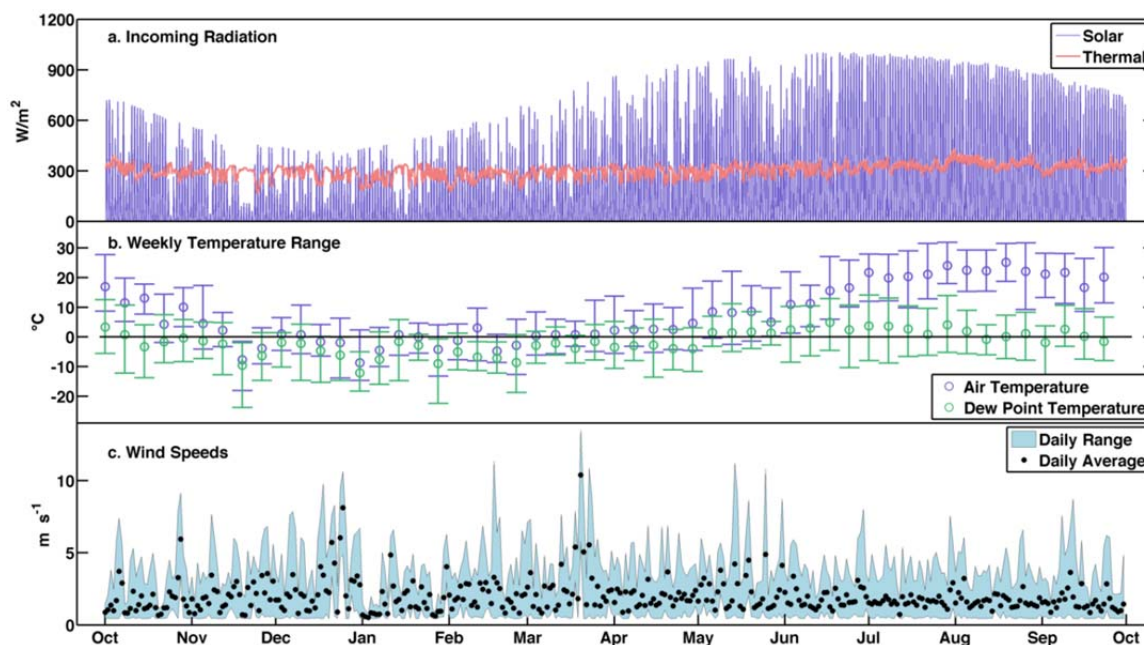 1200
a. Incoming Radiation
Solar
Thermal
900
W/m²
600
300
0
b. Weekly Temperature Range
30
20
10
°C
0
-10
-20
Air Temperature
Dew Point Temperature
c. Wind Speeds
Daily Range
Daily Average
10
m s⁻¹
5
0
Oct Nov Dec Jan Feb Mar Apr May Jun Jul Aug Sep Oct